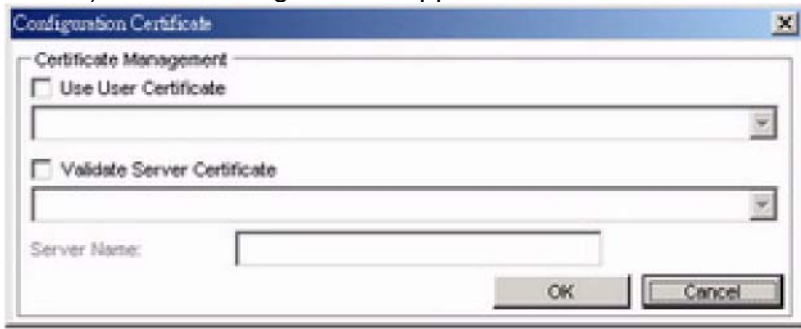 Configuration Certificate
Certificate Management
Use User Certificate
Validate Server Certificate
Server Name:
OK Cancel